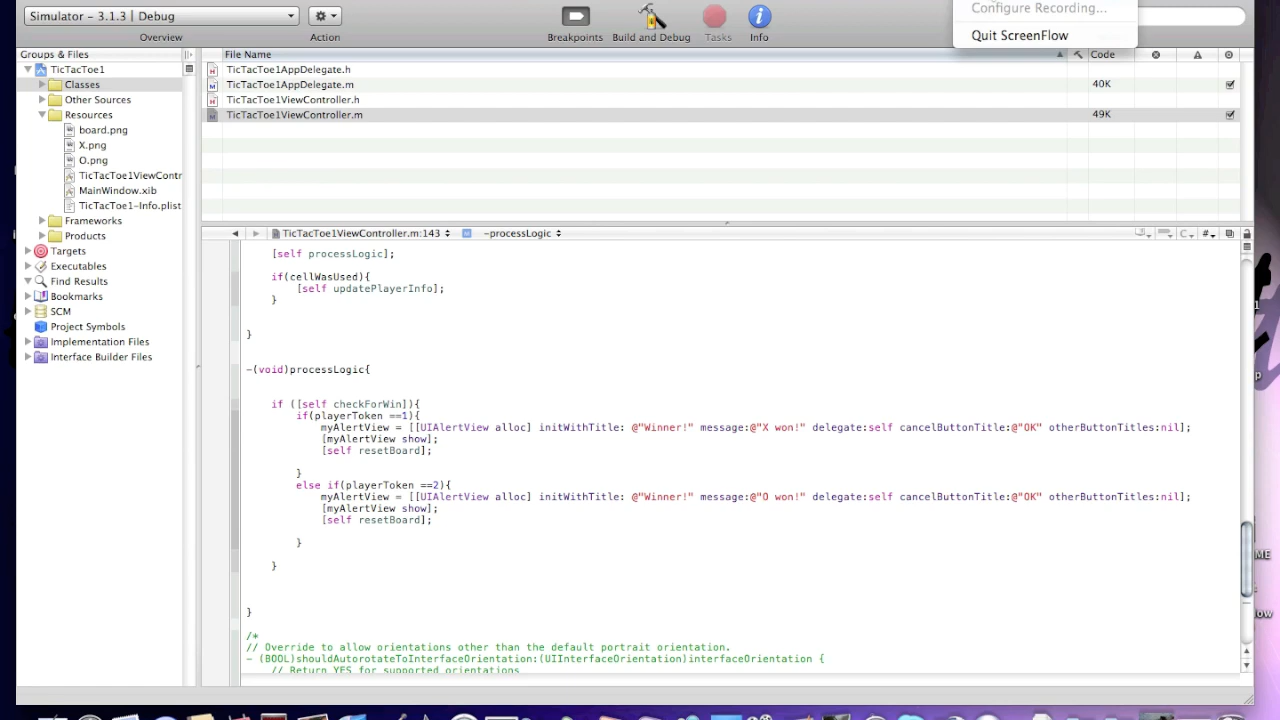 Configure Recording...
Quit ScreenFlow
Simulator - 3.1.3 | Debug
Overview
Action
Breakpoints
Build and Debug
Tasks
Info
Groups & Files
File Name
Code
TicTacToe1
TicTacToe1AppDelegate.h
Classes
TicTacToe1AppDelegate.m
40K
Other Sources
TicTacToe1ViewController.h
Resources
TicTacToe1ViewController.m
49K
board.png
X.png
O.png
TicTacToe1ViewContr
MainWindow.xib
TicTacToe1-Info.plist
Frameworks
Products
Targets
Executables
Find Results
Bookmarks
SCM
Project Symbols
Implementation Files
Interface Builder Files
TicTacToe1ViewController.m:143
-processLogic
[self processLogic];
if(cellWasUsed){
[self updatePlayerInfo];
}
}
-(void)processLogic{
if ([self checkForWin]){
if(playerToken ==1){
myAlertView = [[UIAlertView alloc] initWithTitle: @"Winner!" message:@"X won!" delegate:self cancelButtonTitle:@"OK" otherButtonTitles:nil];
[myAlertView show];
[self resetBoard];
}
else if(playerToken ==2){
myAlertView = [[UIAlertView alloc] initWithTitle: @"Winner!" message:@"O won!" delegate:self cancelButtonTitle:@"OK" otherButtonTitles:nil];
[myAlertView show];
[self resetBoard];
}
}
}
/*
// Override to allow orientations other than the default portrait orientation.
- (BOOL)shouldAutorotateToInterfaceOrientation:(UIInterfaceOrientation)interfaceOrientation {
// Return YES for supported orientations